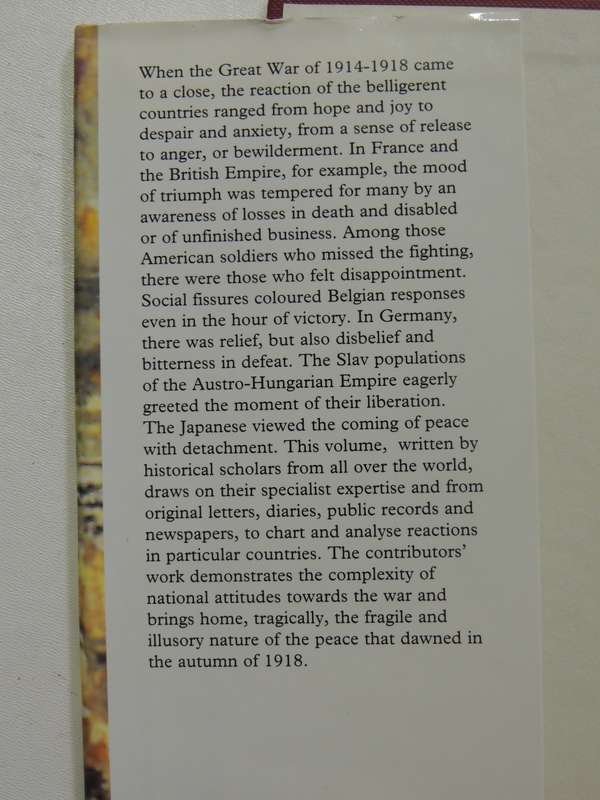 When the Great War of 1914-1918 came
to a close, the reaction of the belligerent
countries ranged from hope and joy to
despair and anxiety, from a sense of release
to anger, or bewilderment. In France and
the British Empire, for example, the mood
of triumph was tempered for many by an
awareness of losses in death and disabled
or of unfinished business. Among those
American soldiers who missed the fighting,
there were those who felt disappointment.
Social fissures coloured Belgian responses
even in the hour of victory. In Germany,
there was relief, but also disbelief and
bitterness in defeat. The Slav populations
of the Austro-Hungarian Empire eagerly
greeted the moment of their liberation.
The Japanese viewed the coming of peace
with detachment. This volume, written by
historical scholars from all over the world,
draws on their specialist expertise and from
original letters, diaries, public records and
newspapers, to chart and analyse reactions
in particular countries. The contributors'
work demonstrates the complexity of
national attitudes towards the war and
brings home, tragically, the fragile and
illusory nature of the peace that dawned in
the autumn of 1918.